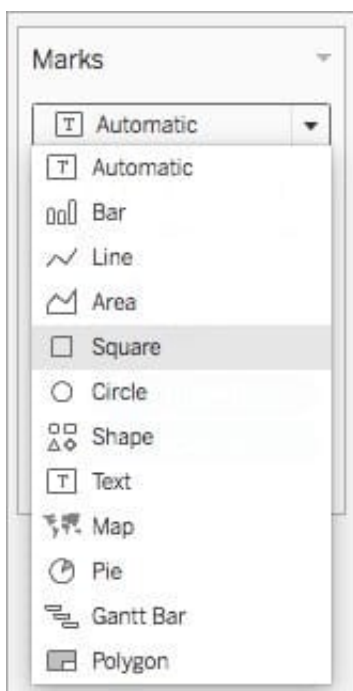 Marks
Automatic
Automatic
Bar
Line
Area
Square
Circle
Shape
Text
Map
Pie
Gantt Bar
Polygon